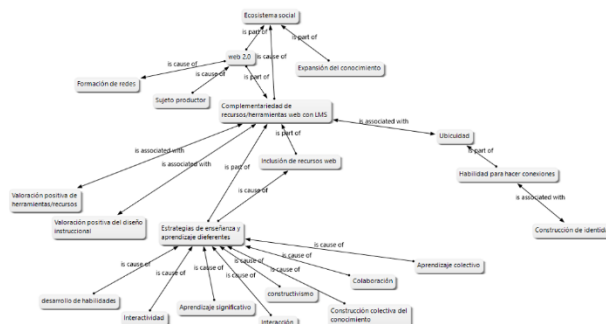 Ecosistema social
is part of
is part of
is cause of
web 2.0
is cause of
Expansión del conocimiento
is cause of
is part of
Formación de redes
Sujeto productor
Complementariedad de
recursos/herramientas web con LMS
is associated with
Ubicuidad
is part of
is part of
is associated with
is associated with
Inclusión de recursos web
Habilidad para hacer conexiones
is part of
is cause of
Valoración positiva de
herramientas/recursos
is associated with
Valoración positiva del diseño
instruccional
Estrategias de enseñanza y
aprendizaje dieferentes
Construcción de identida
is cause of
is cause of
Aprendizaje colectivo
is cause of
is cause of
is cause of
is cause of
Colaboración
is cause of
is cause of
constructivismo
desarrollo de habilidades
Aprendizaje significativo
Construcción colectiva del
conocimiento
Interactividad
Interacción